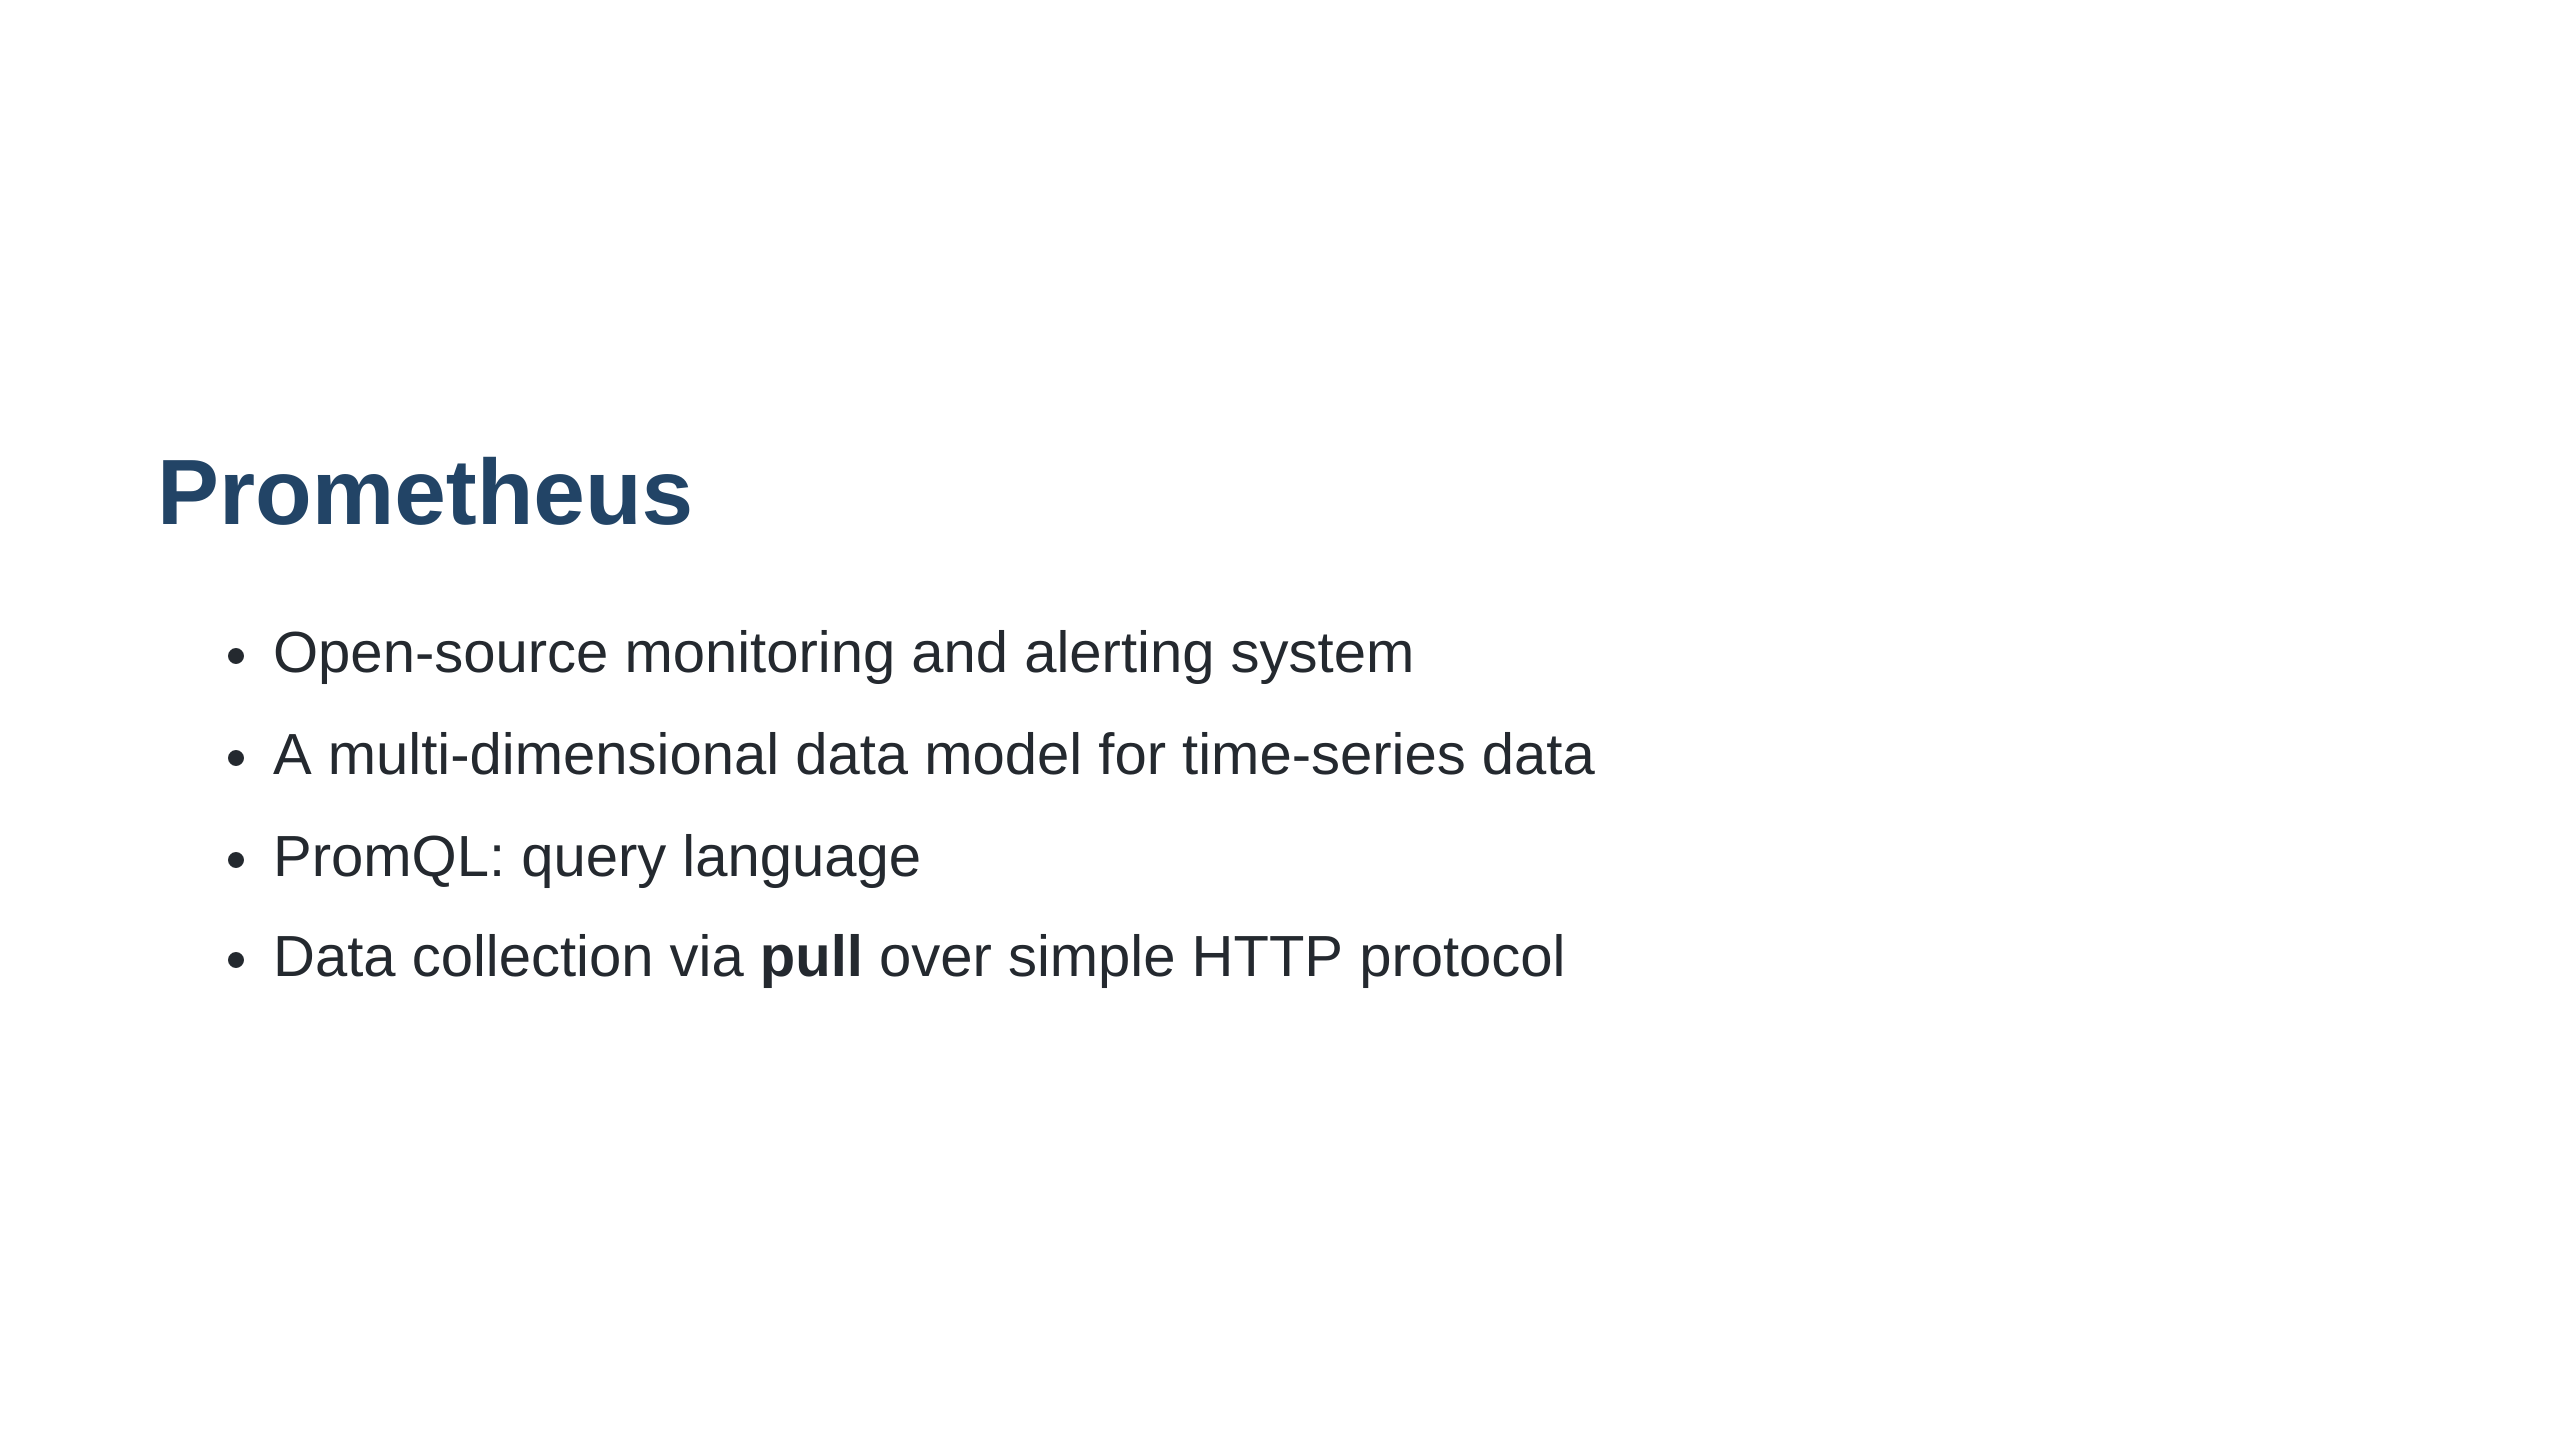 Prometheus
• Open-source monitoring and alerting system
• A multi-dimensional data model for time-series data
• PromQL: query language
• Data collection via pull over simple HTTP protocol